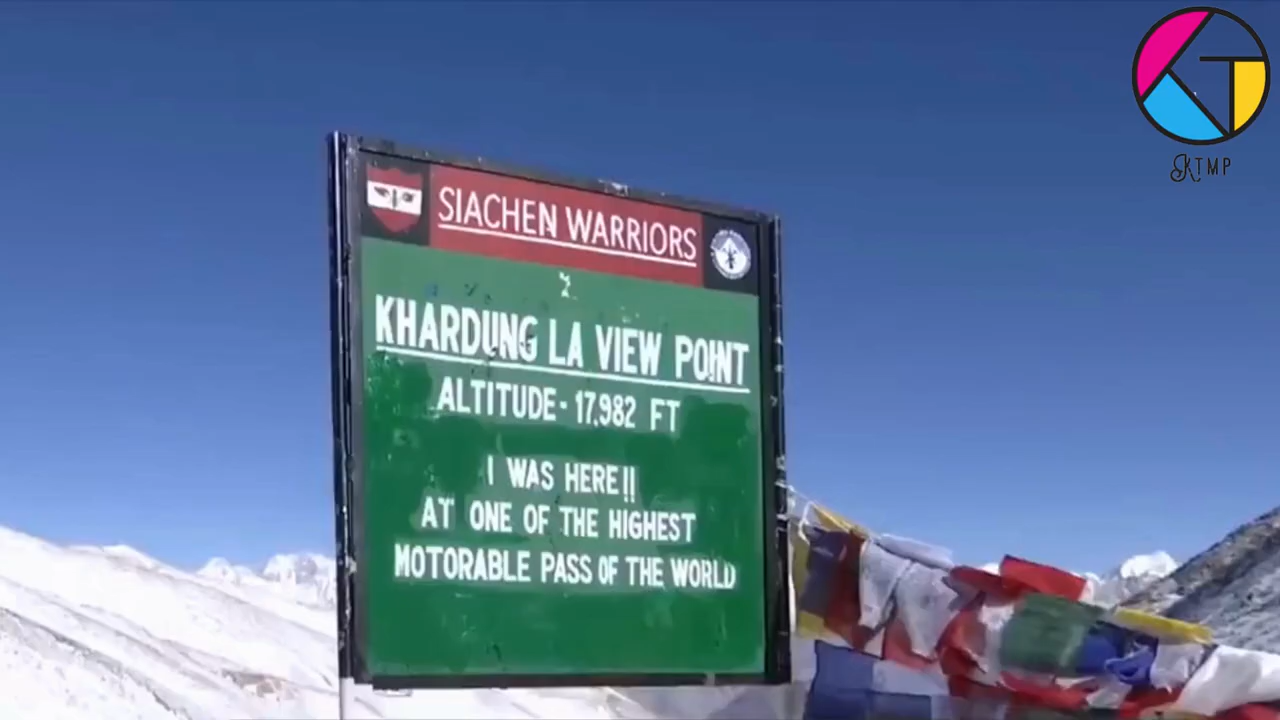 SIACHEN WARRIORS
KHARDUNG LA VIEW POINT
ALTITUDE - 17,982 FT
I WAS HERE!!
AT ONE OF THE HIGHEST
MOTORABLE PASS OF THE WORLD
KTMP